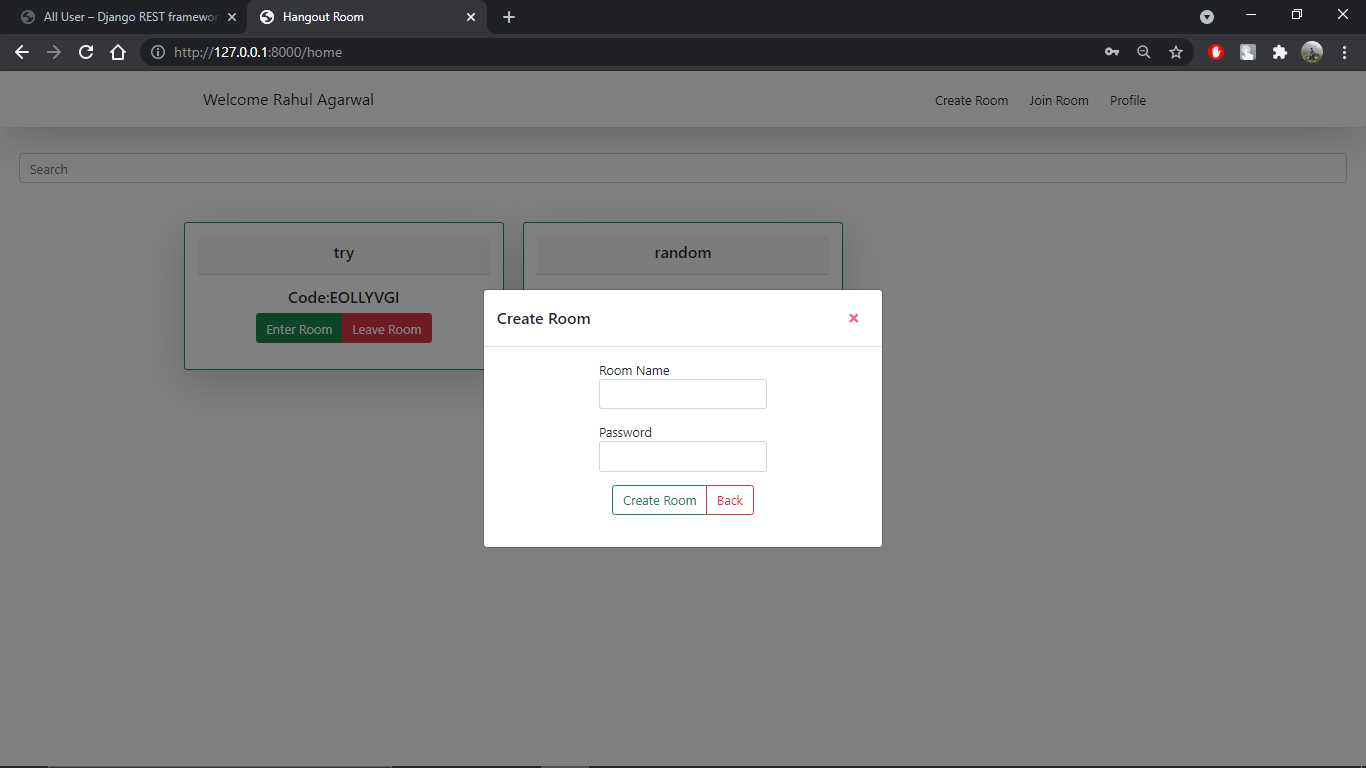 All User – Django REST framewor
Hangout Room
http://127.0.0.1:8000/home
Welcome Rahul Agarwal
Create Room Join Room Profile
Search
try
random
Code:EOLLYVGI
Enter Room Leave Room
Create Room
Room Name
Password
Create Room Back